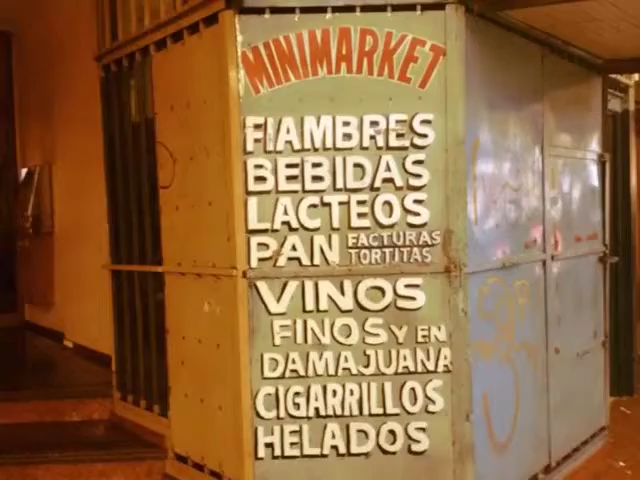 MINIMARKET
FIAMBRES
BEBIDAS
LACTEOS
PAN FACTURAS
TORTITAS
VINOS
FINOS Y EN
DAMAJUANA
CIGARRILLOS
HELADOS